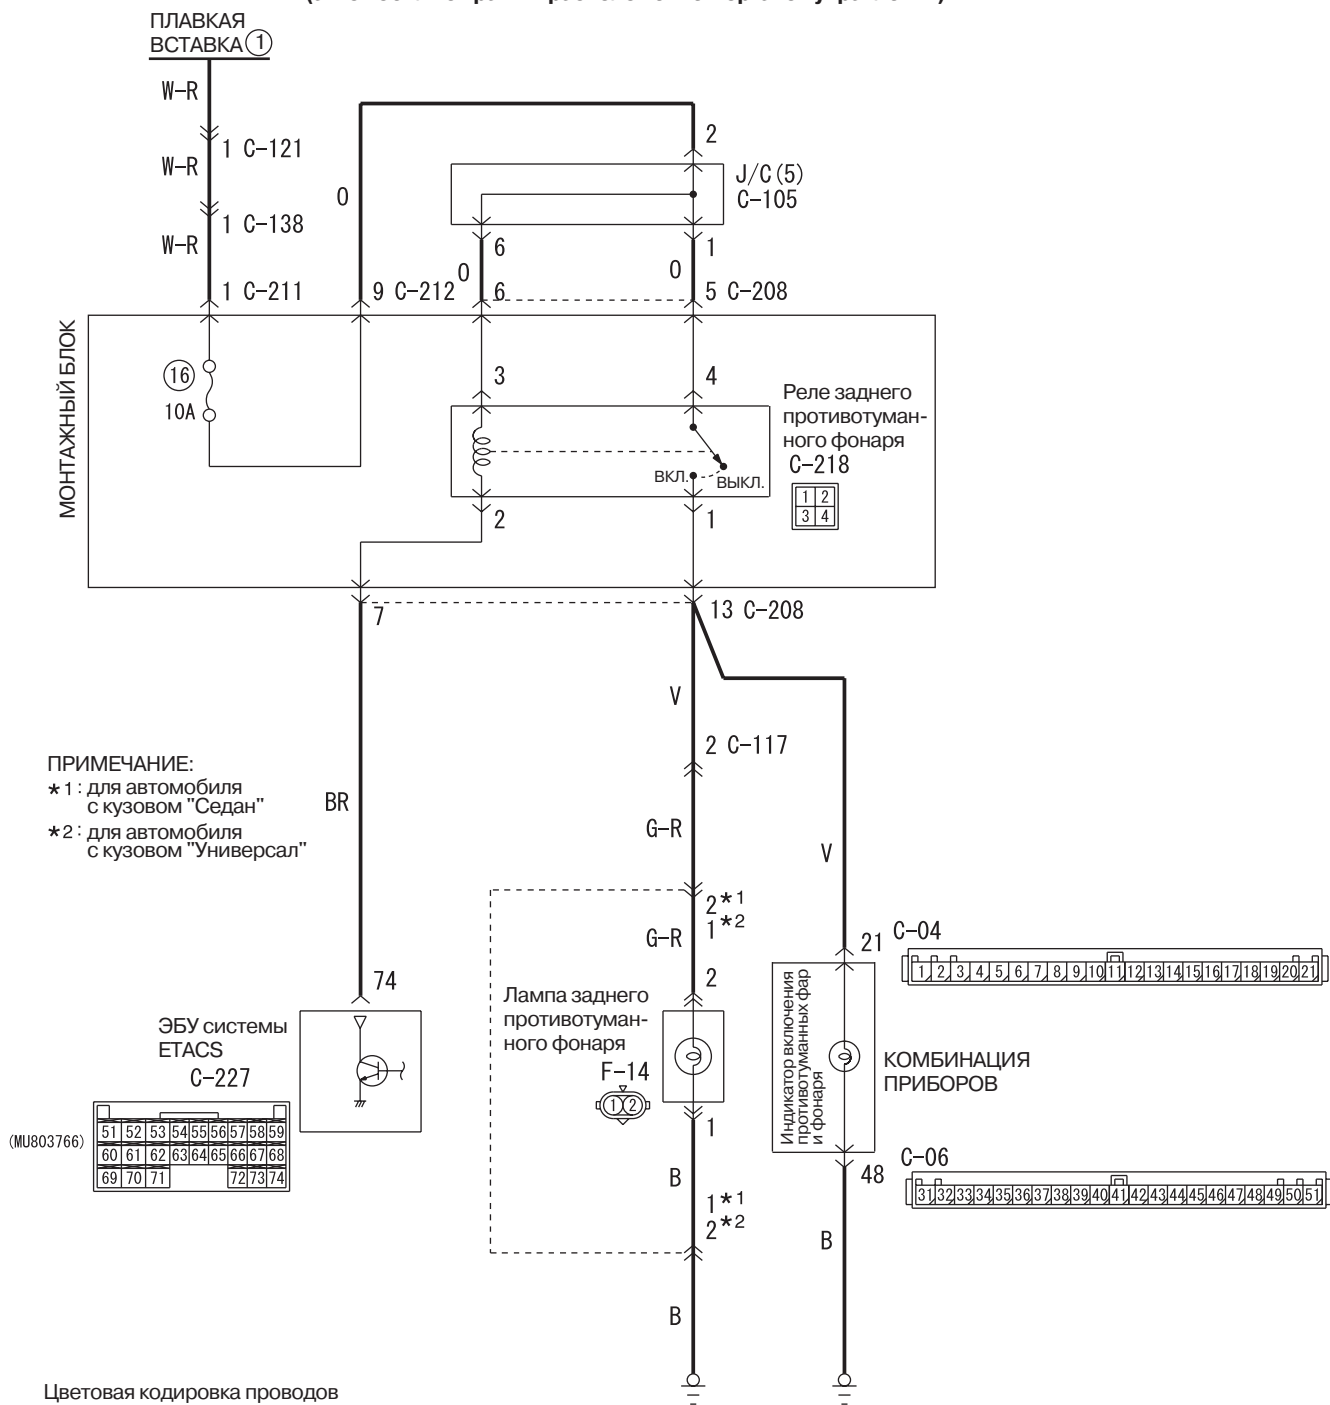 ПЛАВКАЯ
ВСТАВКА 1
W-R
1 C-121
W-R
1 C-138
W-R
1 C-211
O
9 C-212
2
J/C(5)
C-105
6
1
O
O
6
5 C-208
МОНТАЖНЫЙ БЛОК
16
10A
3
4
ВКЛ.
ВЫКЛ.
2
1
Реле заднего
противотуман-
ного фонаря
C-218
1 2
3 4
7
13 C-208
V
2 C-117
ПРИМЕЧАНИЕ:
*1: для автомобиля
с кузовом "Седан"
*2: для автомобиля
с кузовом "Универсал"
BR
G-R
V
2*1
1*2
G-R
2
74
ЭБУ системы
ETACS
C-227
(MU803766)
51 52 53 54 55 56 57 58 59
60 61 62 63 64 65 66 67 68
69 70 71 72 73 74
Лампа заднего
противотуман-
ного фонаря
F-14
1 2
1
B
1*1
2*2
B
21
C-04
1 2 3 4 5 6 7 8 9 10 11 12 13 14 15 16 17 18 19 20 21
Индикатор включения
противотуманных фар
и фонаря
КОМБИНАЦИЯ
ПРИБОРОВ
48
C-06
31 32 33 34 35 36 37 38 39 40 41 42 43 44 45 46 47 48 49 50 51
B
Цветовая кодировка проводов